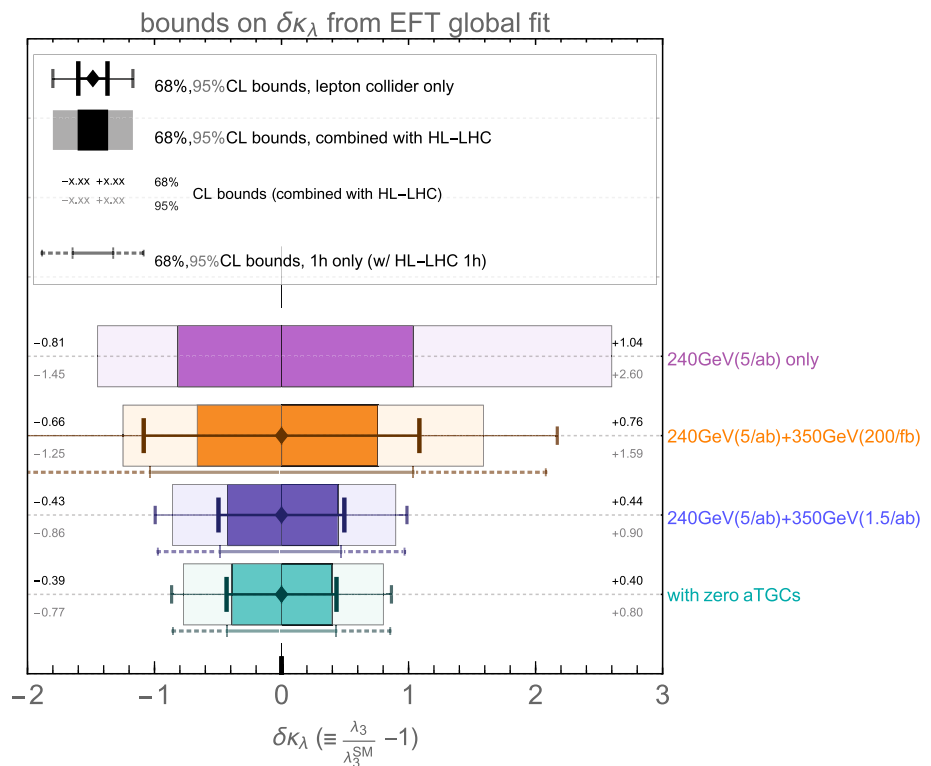 bounds on δκλ from EFT global fit
68%,95%CL bounds, lepton collider only
68%,95%CL bounds, combined with HL−LHC
−x.xx +x.xx 68%
−x.xx +x.xx 95%
CL bounds (combined with HL−LHC)
68%,95%CL bounds, 1h only (w/ HL−LHC 1h)
−0.81 +1.04
240GeV(5/ab) only
−1.45 +2.60
−0.66 +0.76
240GeV(5/ab)+350GeV(200/fb)
−1.25 +1.59
−0.43 +0.44
240GeV(5/ab)+350GeV(1.5/ab)
−0.86 +0.90
−0.39 +0.40
with zero aTGCs
−0.77 +0.80
−2 −1 0 1 2 3
δκλ (≡ λ3/λ3SM −1)